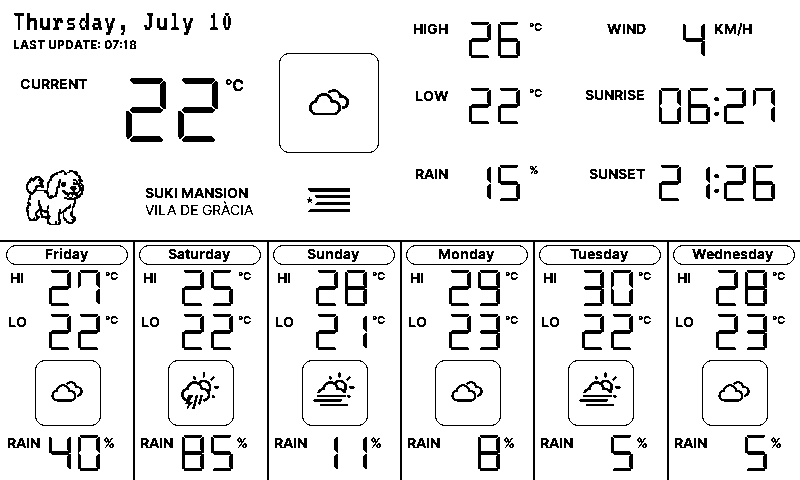 Thursday, July 10
LAST UPDATE: 07:18
CURRENT 22 °C
HIGH 26 °C
WIND 4 KM/H
LOW 22 °C
SUNRISE 06:27
RAIN 15 %
SUNSET 21:26
SUKI MANSION
VILA DE GRÀCIA
Friday
HI 27 °C
LO 22 °C
RAIN 40 %
Saturday
HI 25 °C
LO 22 °C
RAIN 85 %
Sunday
HI 28 °C
LO 21 °C
RAIN 11 %
Monday
HI 29 °C
LO 23 °C
RAIN 8 %
Tuesday
HI 30 °C
LO 22 °C
RAIN 5 %
Wednesday
HI 28 °C
LO 23 °C
RAIN 5 %